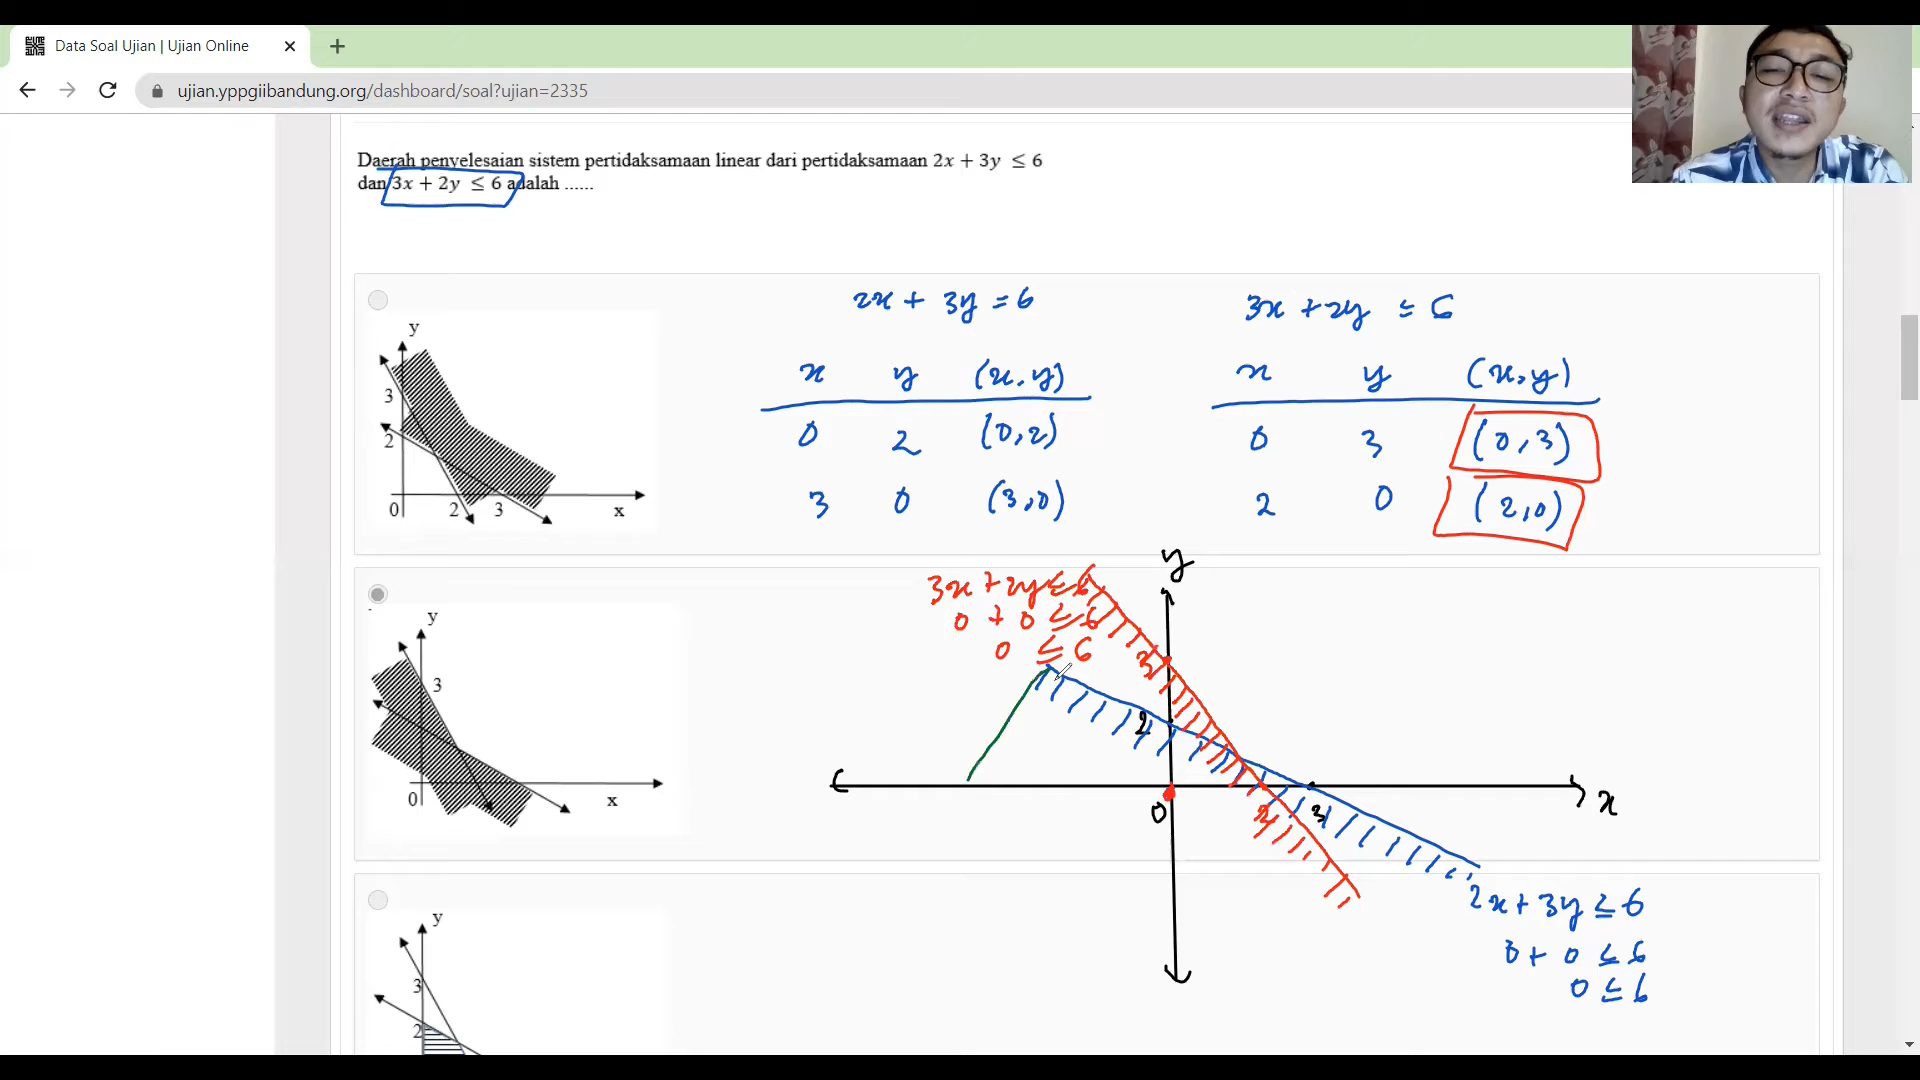 Data Soal Ujian | Ujian Online
ujian.yppgiibandung.org/dashboard/soal?ujian=2335
Daerah penyelesaian sistem pertidaksamaan linear dari pertidaksamaan 2x + 3y ≤ 6
dan 3x + 2y ≤ 6 adalah ......
2x + 3y = 6
x y (x,y)
0 2 (0,2)
3 0 (3,0)
3x + 2y = 6
x y (x,y)
0 3 (0,3)
2 0 (2,0)
y
3
2
0 2 3 x
y
3
0 x
y
3
2
y
3x + 2y ≤ 6
0 + 0 ≤ 6
0 ≤ 6
3
2
0 2 3 x
2x + 3y ≤ 6
0 + 0 ≤ 6
0 ≤ 6